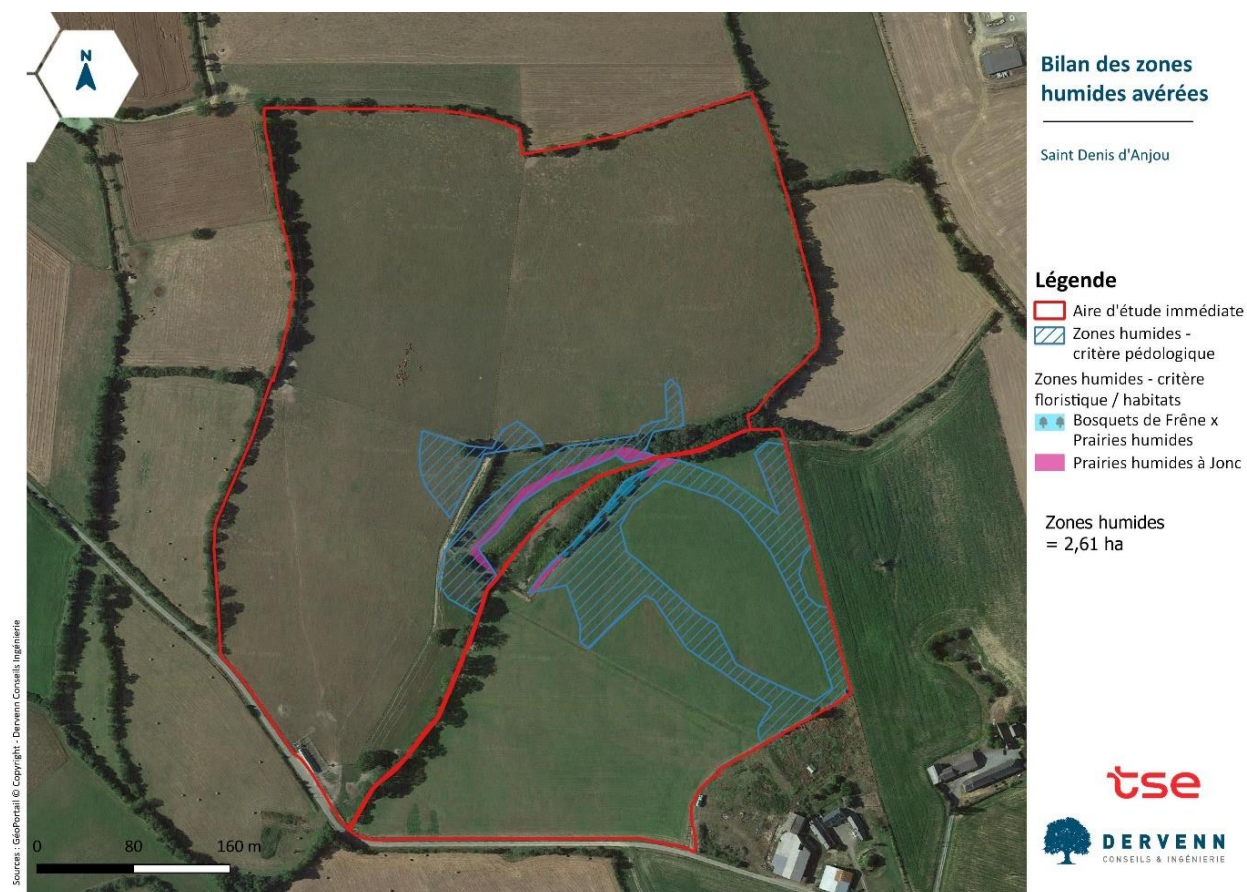 N
Bilan des zones
humides avérées
Saint Denis d'Anjou
Légende
Aire d'étude immédiate
Zones humides -
critère pédologique
Zones humides - critère
floristique / habitats
Bosquets de Frêne x
Prairies humides
Prairies humides à Jonc
Zones humides
= 2,61 ha
tse
DERVENN
CONSEILS & INGÉNIERIE
0 80 160 m
Sources : GéoPortail © Copyright - Dervenn Conseils Ingénierie